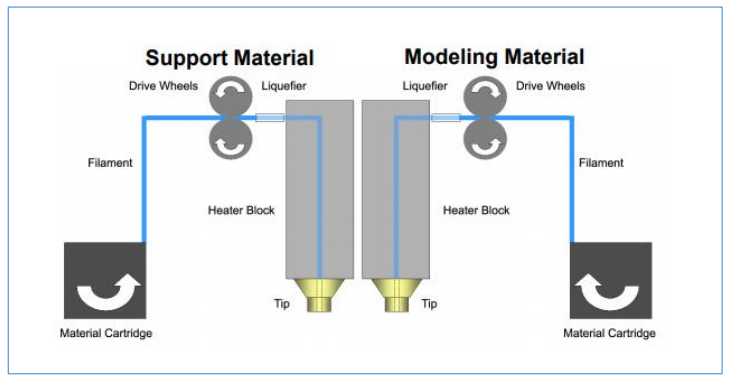 Support Material
Modeling Material
Drive Wheels
Liquefier
Liquefier
Drive Wheels
Filament
Filament
Heater Block
Heater Block
Tip
Tip
Material Cartridge
Material Cartridge